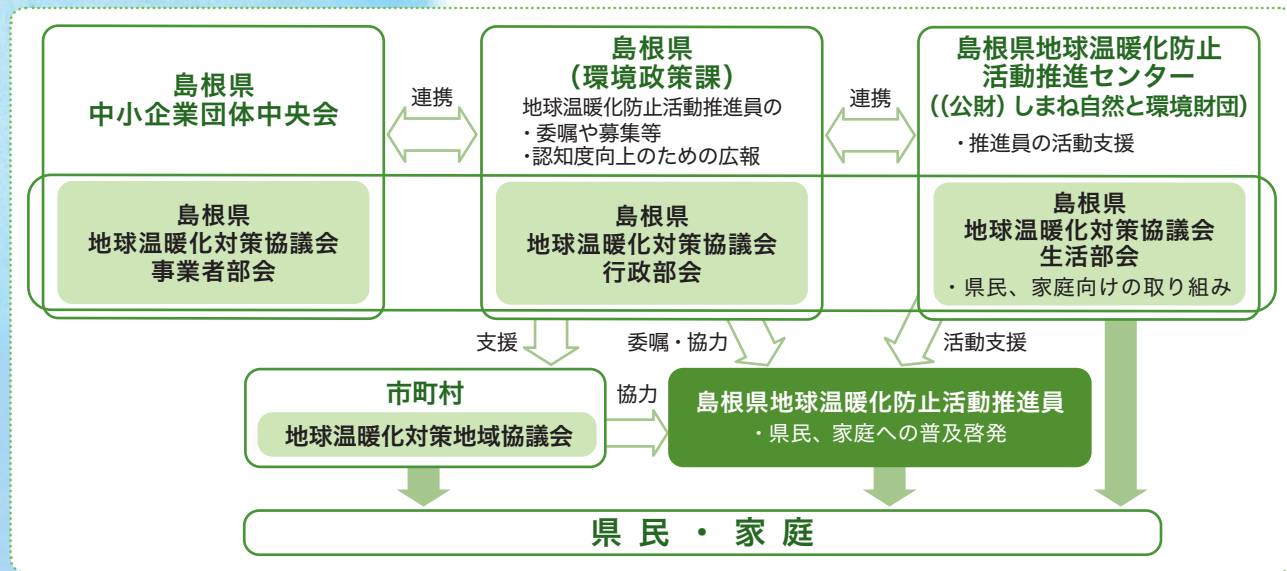 島根県
中小企業団体中央会
連携
島根県
(環境政策課)
地球温暖化防止活動推進員の
・委嘱や募集等
・認知度向上のための広報
連携
島根県地球温暖化防止
活動推進センター
((公財)しまね自然と環境財団)
・推進員の活動支援
島根県
地球温暖化対策協議会
事業者部会
島根県
地球温暖化対策協議会
行政部会
島根県
地球温暖化対策協議会
生活部会
・県民、家庭向けの取り組み
支援
委嘱・協力
活動支援
市町村
地球温暖化対策地域協議会
協力
島根県地球温暖化防止活動推進員
・県民、家庭への普及啓発
県民・家庭